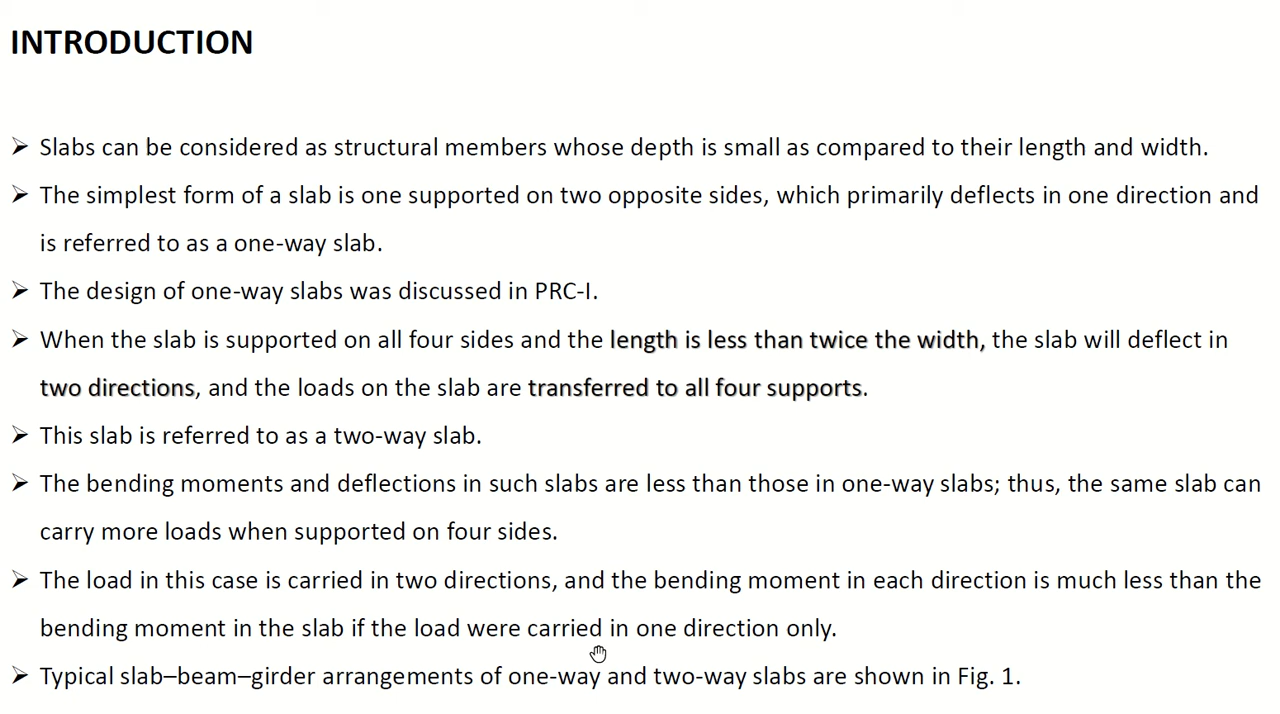 INTRODUCTION
➢ Slabs can be considered as structural members whose depth is small as compared to their length and width.
➢ The simplest form of a slab is one supported on two opposite sides, which primarily deflects in one direction and
is referred to as a one-way slab.
➢ The design of one-way slabs was discussed in PRC-I.
➢ When the slab is supported on all four sides and the length is less than twice the width, the slab will deflect in
two directions, and the loads on the slab are transferred to all four supports.
➢ This slab is referred to as a two-way slab.
➢ The bending moments and deflections in such slabs are less than those in one-way slabs; thus, the same slab can
carry more loads when supported on four sides.
➢ The load in this case is carried in two directions, and the bending moment in each direction is much less than the
bending moment in the slab if the load were carried in one direction only.
➢ Typical slab–beam–girder arrangements of one-way and two-way slabs are shown in Fig. 1.